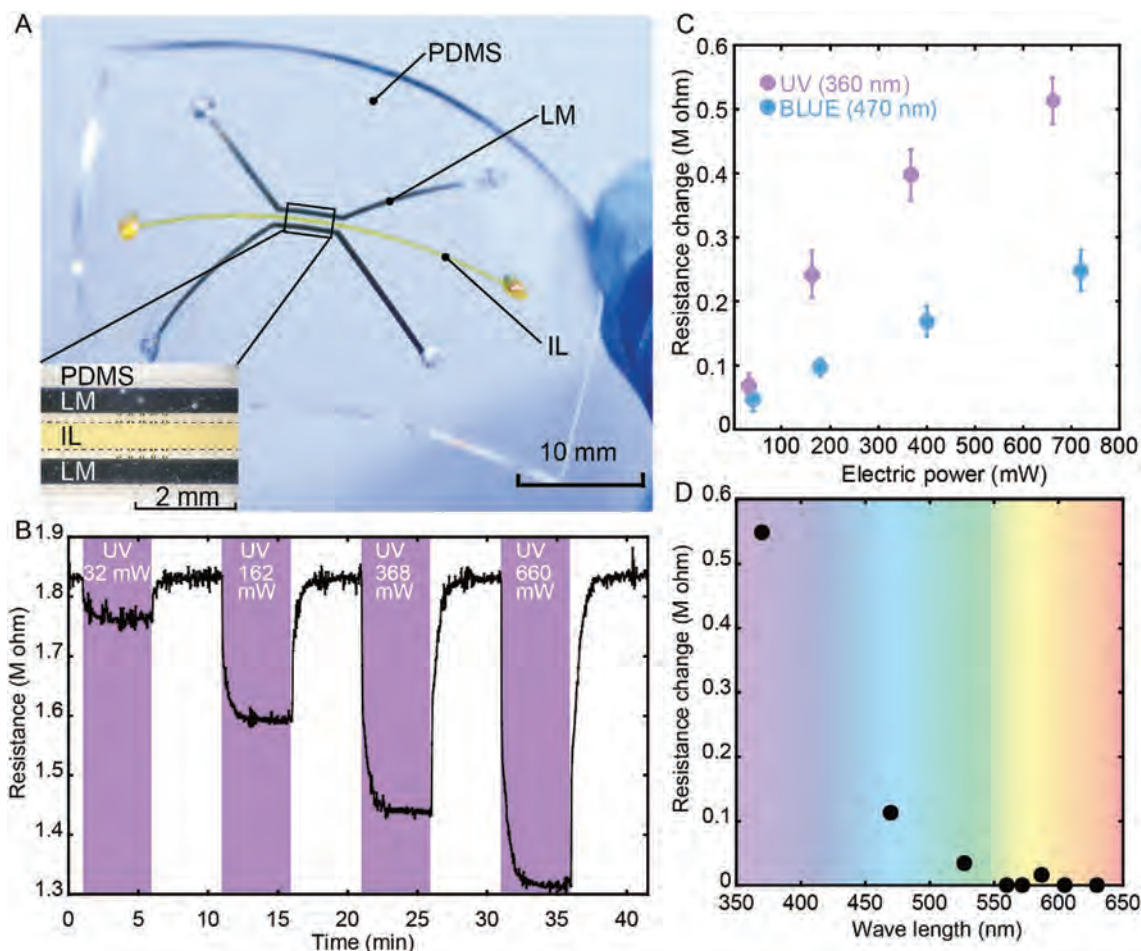 A
PDMS
LM
IL
PDMS
LM
IL
LM
2 mm
10 mm
B
1.9
1.8
1.7
1.6
1.5
1.4
1.3
Resistance (M ohm)
UV
32 mW
UV
162
mW
UV
368
mW
UV
660
mW
0 5 10 15 20 25 30 35 40
Time (min)
C
0.6
0.5
0.4
0.3
0.2
0.1
0
Resistance change (M ohm)
UV (360 nm)
BLUE (470 nm)
100 200 300 400 500 600 700 800
Electric power (mW)
D
0.6
0.5
0.4
0.3
0.2
0.1
0
Resistance change (M ohm)
350 400 450 500 550 600 650
Wave length (nm)